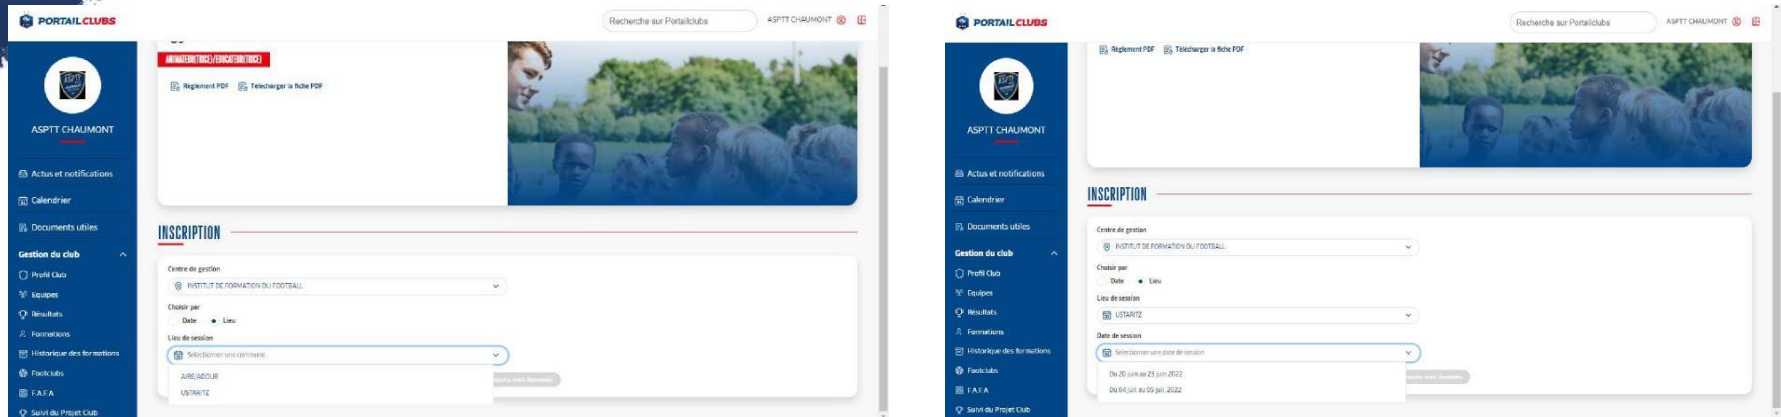 PORTAILCLUBS
Recherche sur Portailclubs
ASPTT CHAUMONT
ANIMATEUR(TRICE)/EDUCATEUR(TRICE)
Règlement PDF
Télécharger la fiche PDF
ASPTT CHAUMONT
Actus et notifications
Calendrier
Documents utiles
Gestion du club
Profil Club
Equipes
Résultats
Formations
Historique des formations
Footclubs
F.A.F.A
Suivi du Projet Club
INSCRIPTION
Centre de gestion
INSTITUT DE FORMATION DU FOOTBALL
Choisir par
Date Lieu
Lieu de session
Sélectionner une commune
AIRE/ADOUR
USTARITZ
PORTAILCLUBS
Recherche sur Portailclubs
ASPTT CHAUMONT
Règlement PDF
Télécharger la fiche PDF
ASPTT CHAUMONT
Actus et notifications
Calendrier
Documents utiles
Gestion du club
Profil Club
Equipes
Résultats
Formations
Historique des formations
Footclubs
F.A.F.A
Suivi du Projet Club
INSCRIPTION
Centre de gestion
INSTITUT DE FORMATION DU FOOTBALL
Choisir par
Date Lieu
Lieu de session
USTARITZ
Date de session
Sélectionner une date de session
Du 20 juin au 23 juin 2022
Du 04 juil au 05 juil 2022